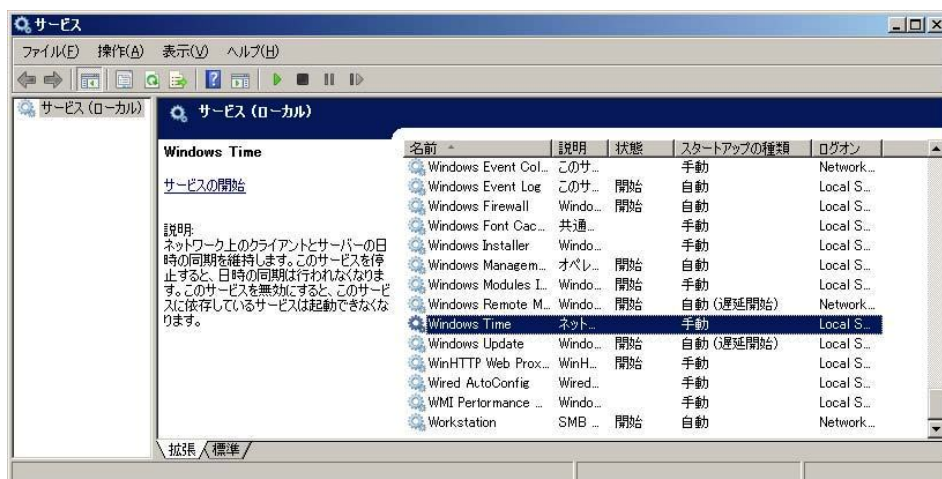 サービス
ファイル(F) 操作(A) 表示(V) ヘルプ(H)
サービス (ローカル)
サービス (ローカル)
Windows Time
サービスの開始
説明:
ネットワーク上のクライアントとサーバーの日
時の同期を維持します。このサービスを停
止すると、日時の同期は行われなくなりま
す。このサービスを無効にすると、このサービ
スに依存しているサービスは起動できなくな
ります。
名前 説明 状態 スタートアップの種類 ログオン
Windows Event Col... このサ... 手動 Network...
Windows Event Log このサ... 開始 自動 Local S...
Windows Firewall Windo... 開始 自動 Local S...
Windows Font Cac... 共通... 手動 Local S...
Windows Installer Windo... 手動 Local S...
Windows Managem... オペレ... 開始 自動 Local S...
Windows Modules I... Windo... 開始 手動 Local S...
Windows Remote M... Windo... 開始 自動 (遅延開始) Network...
Windows Time ネット... 手動 Local S...
Windows Update Windo... 開始 自動 (遅延開始) Local S...
WinHTTP Web Prox... WinH... 開始 手動 Local S...
Wired AutoConfig Wired... 手動 Local S...
WMI Performance ... Windo... 手動 Local S...
Workstation SMB ... 開始 自動 Network...
拡張 標準